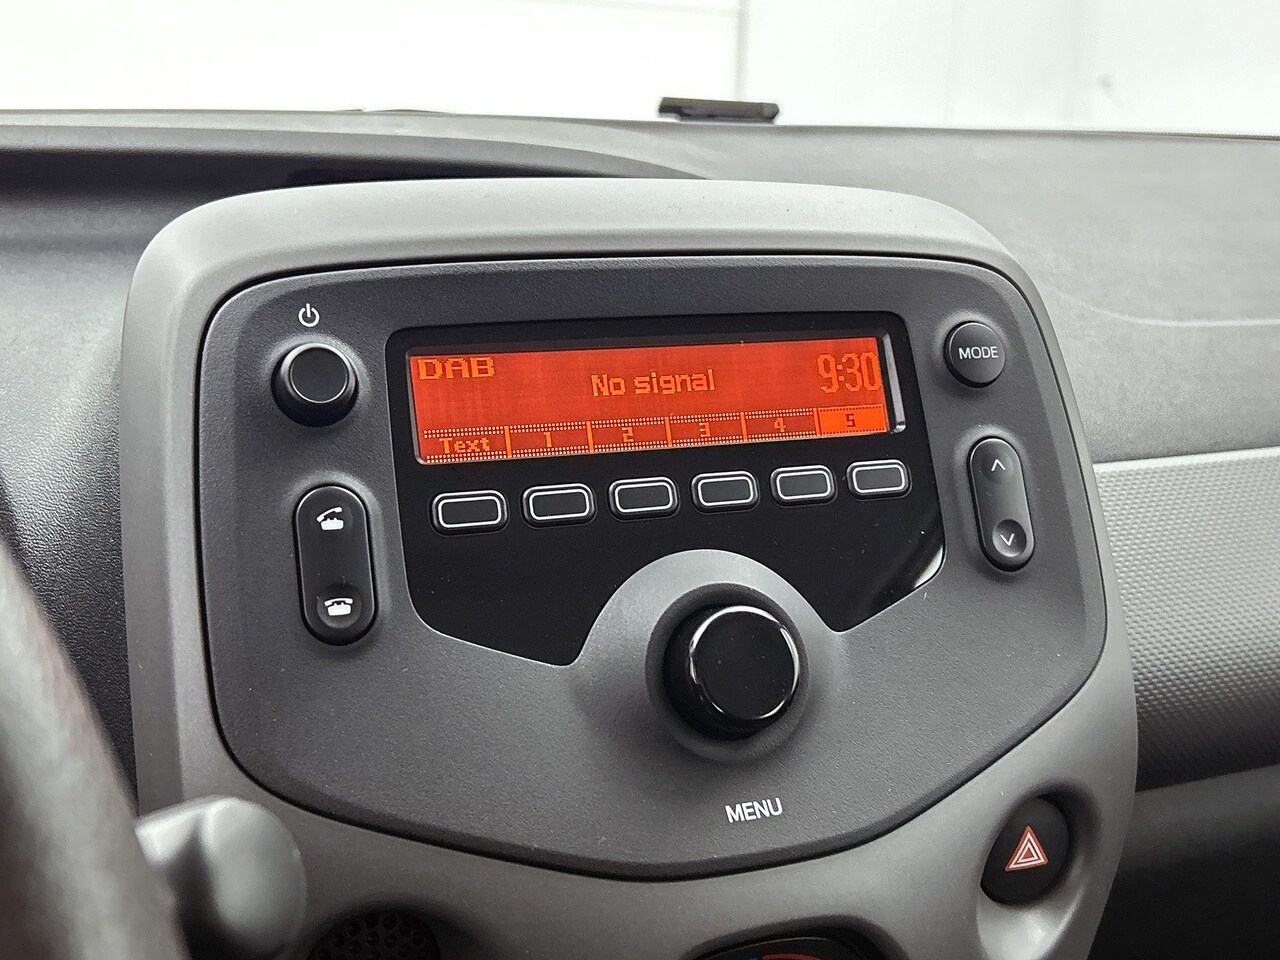 DAB
No signal
9:30
Text 1 2 3 4 5
MODE
MENU